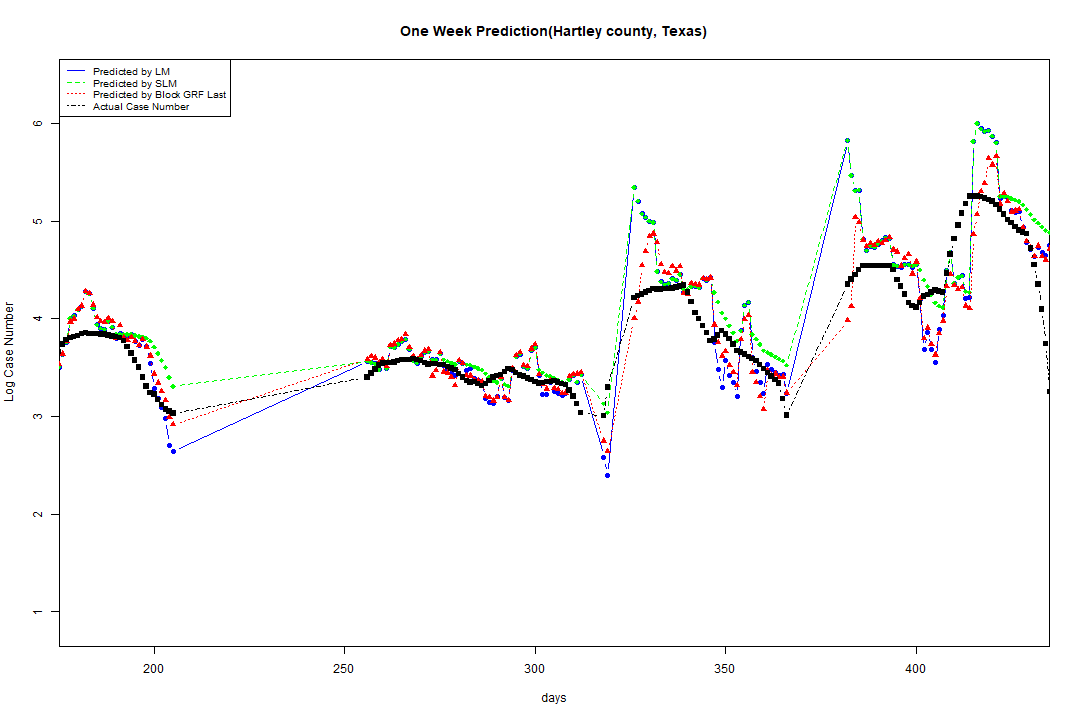 One Week Prediction(Hartley county, Texas)
Predicted by LM
Predicted by SLM
Predicted by Block GRF Last
Actual Case Number
Log Case Number
6
5
4
3
2
1
200 250 300 350 400
days